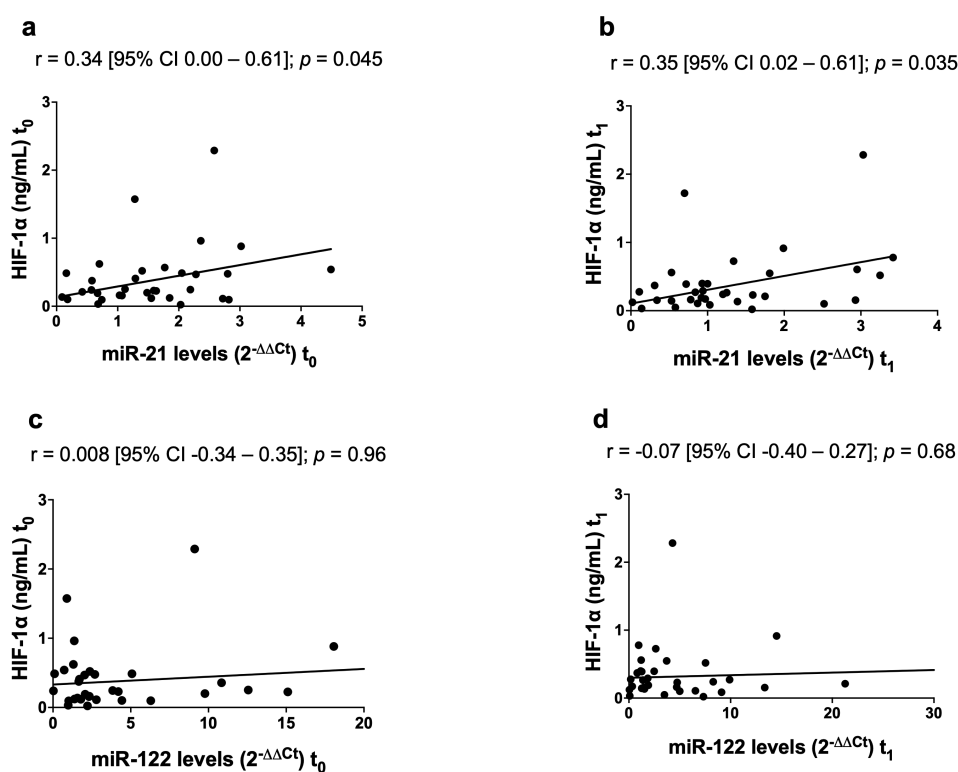 a
r = 0.34 [95% CI 0.00 – 0.61]; p = 0.045
3
2
1
0
HIF-1α (ng/mL) t0
0 1 2 3 4 5
miR-21 levels (2-ΔΔCt) t0
b
r = 0.35 [95% CI 0.02 – 0.61]; p = 0.035
3
2
1
0
HIF-1α (ng/mL) t1
0 1 2 3 4
miR-21 levels (2-ΔΔCt) t1
c
r = 0.008 [95% CI -0.34 – 0.35]; p = 0.96
3
2
1
0
HIF-1α (ng/mL) t0
0 5 10 15 20
miR-122 levels (2-ΔΔCt) t0
d
r = -0.07 [95% CI -0.40 – 0.27]; p = 0.68
3
2
1
0
HIF-1α (ng/mL) t1
0 10 20 30
miR-122 levels (2-ΔΔCt) t1